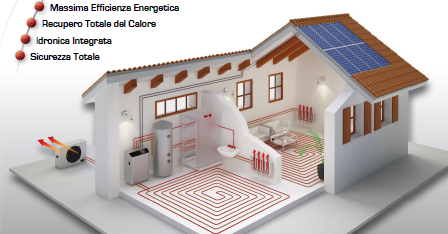 Massima Efficienza Energetica
Recupero Totale del Calore
Idronica Integrata
Sicurezza Totale